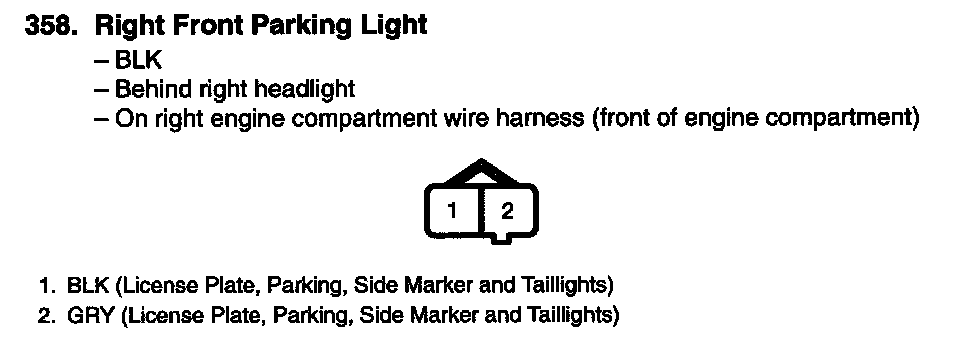 358. Right Front Parking Light
– BLK
– Behind right headlight
– On right engine compartment wire harness (front of engine compartment)
1 2
1. BLK (License Plate, Parking, Side Marker and Taillights)
2. GRY (License Plate, Parking, Side Marker and Taillights)